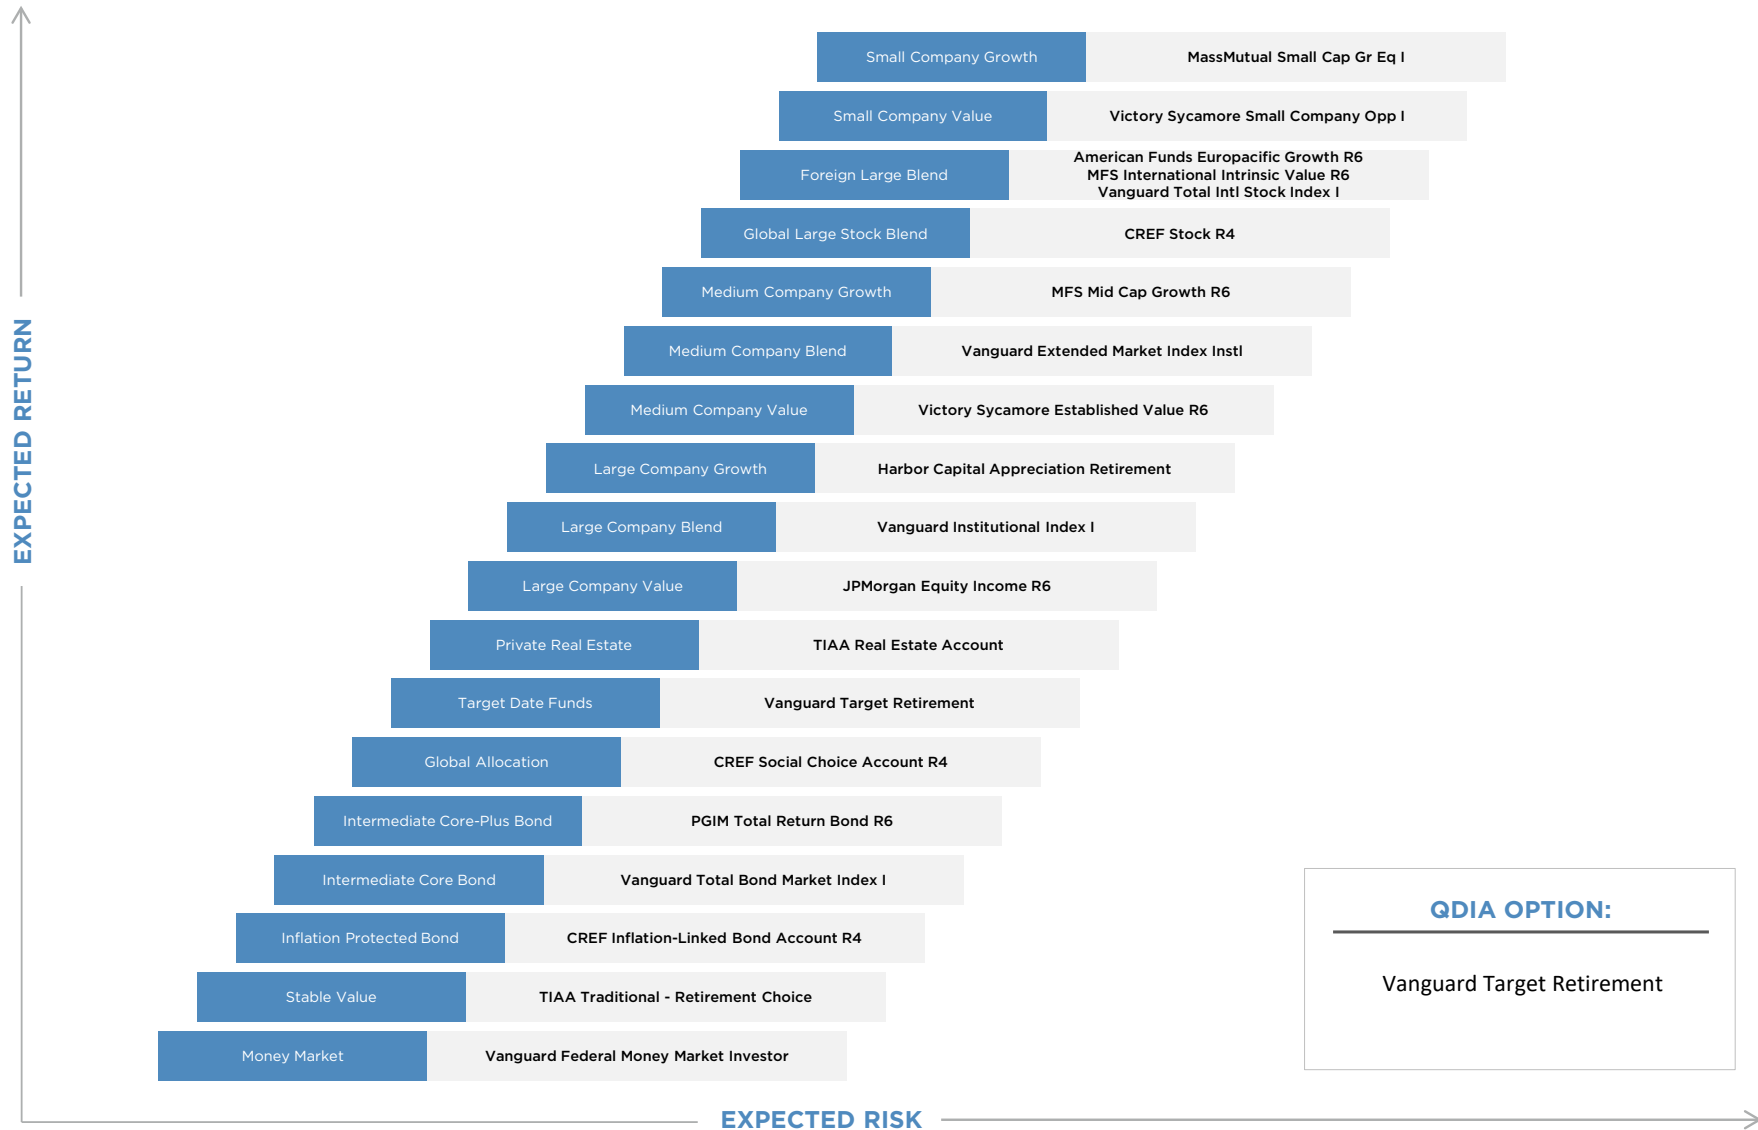 Small Company Growth
MassMutual Small Cap Gr Eq I
Small Company Value
Victory Sycamore Small Company Opp I
Foreign Large Blend
American Funds Europacific Growth R6
MFS International Intrinsic Value R6
Vanguard Total Intl Stock Index I
Global Large Stock Blend
CREF Stock R4
Medium Company Growth
MFS Mid Cap Growth R6
Medium Company Blend
Vanguard Extended Market Index Instl
Medium Company Value
Victory Sycamore Established Value R6
Large Company Growth
Harbor Capital Appreciation Retirement
Large Company Blend
Vanguard Institutional Index I
Large Company Value
JPMorgan Equity Income R6
Private Real Estate
TIAA Real Estate Account
Target Date Funds
Vanguard Target Retirement
Global Allocation
CREF Social Choice Account R4
Intermediate Core-Plus Bond
PGIM Total Return Bond R6
Intermediate Core Bond
Vanguard Total Bond Market Index I
Inflation Protected Bond
CREF Inflation-Linked Bond Account R4
Stable Value
TIAA Traditional - Retirement Choice
Money Market
Vanguard Federal Money Market Investor
EXPECTED RETURN
EXPECTED RISK
QDIA OPTION:
Vanguard Target Retirement